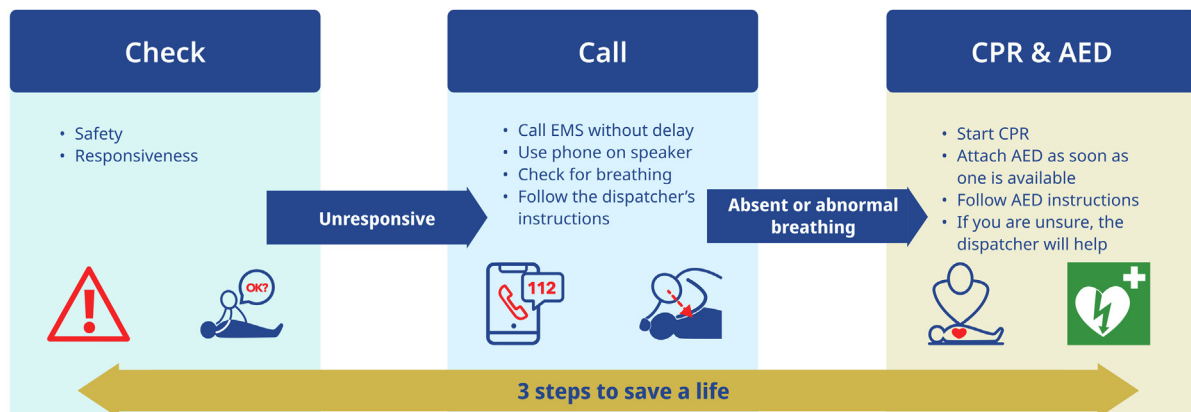 Check
• Safety
• Responsiveness
OK?
Unresponsive
Call
• Call EMS without delay
• Use phone on speaker
• Check for breathing
• Follow the dispatcher’s
instructions
112
Absent or abnormal
breathing
CPR & AED
• Start CPR
• Attach AED as soon as
one is available
• Follow AED instructions
• If you are unsure, the
dispatcher will help
3 steps to save a life